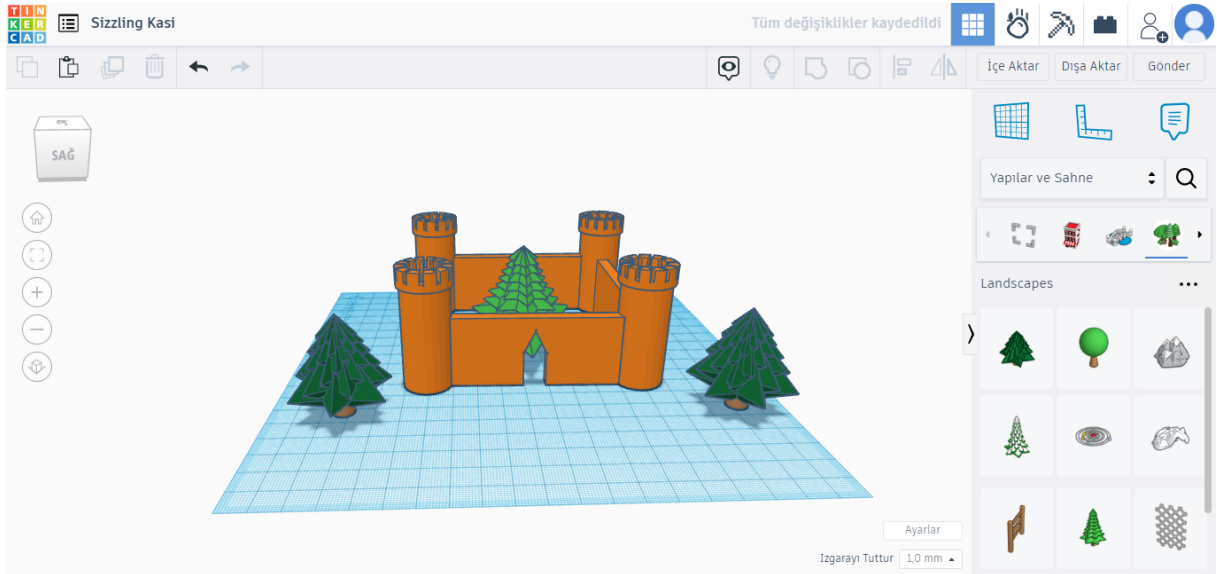 TIN
KER
CAD
Sizzling Kasi
Tüm değişiklikler kaydedildi
İçe Aktar
Dışa Aktar
Gönder
SAĞ
Yapılar ve Sahne
Landscapes
Ayarlar
Izgarayı Tuttur
1,0 mm